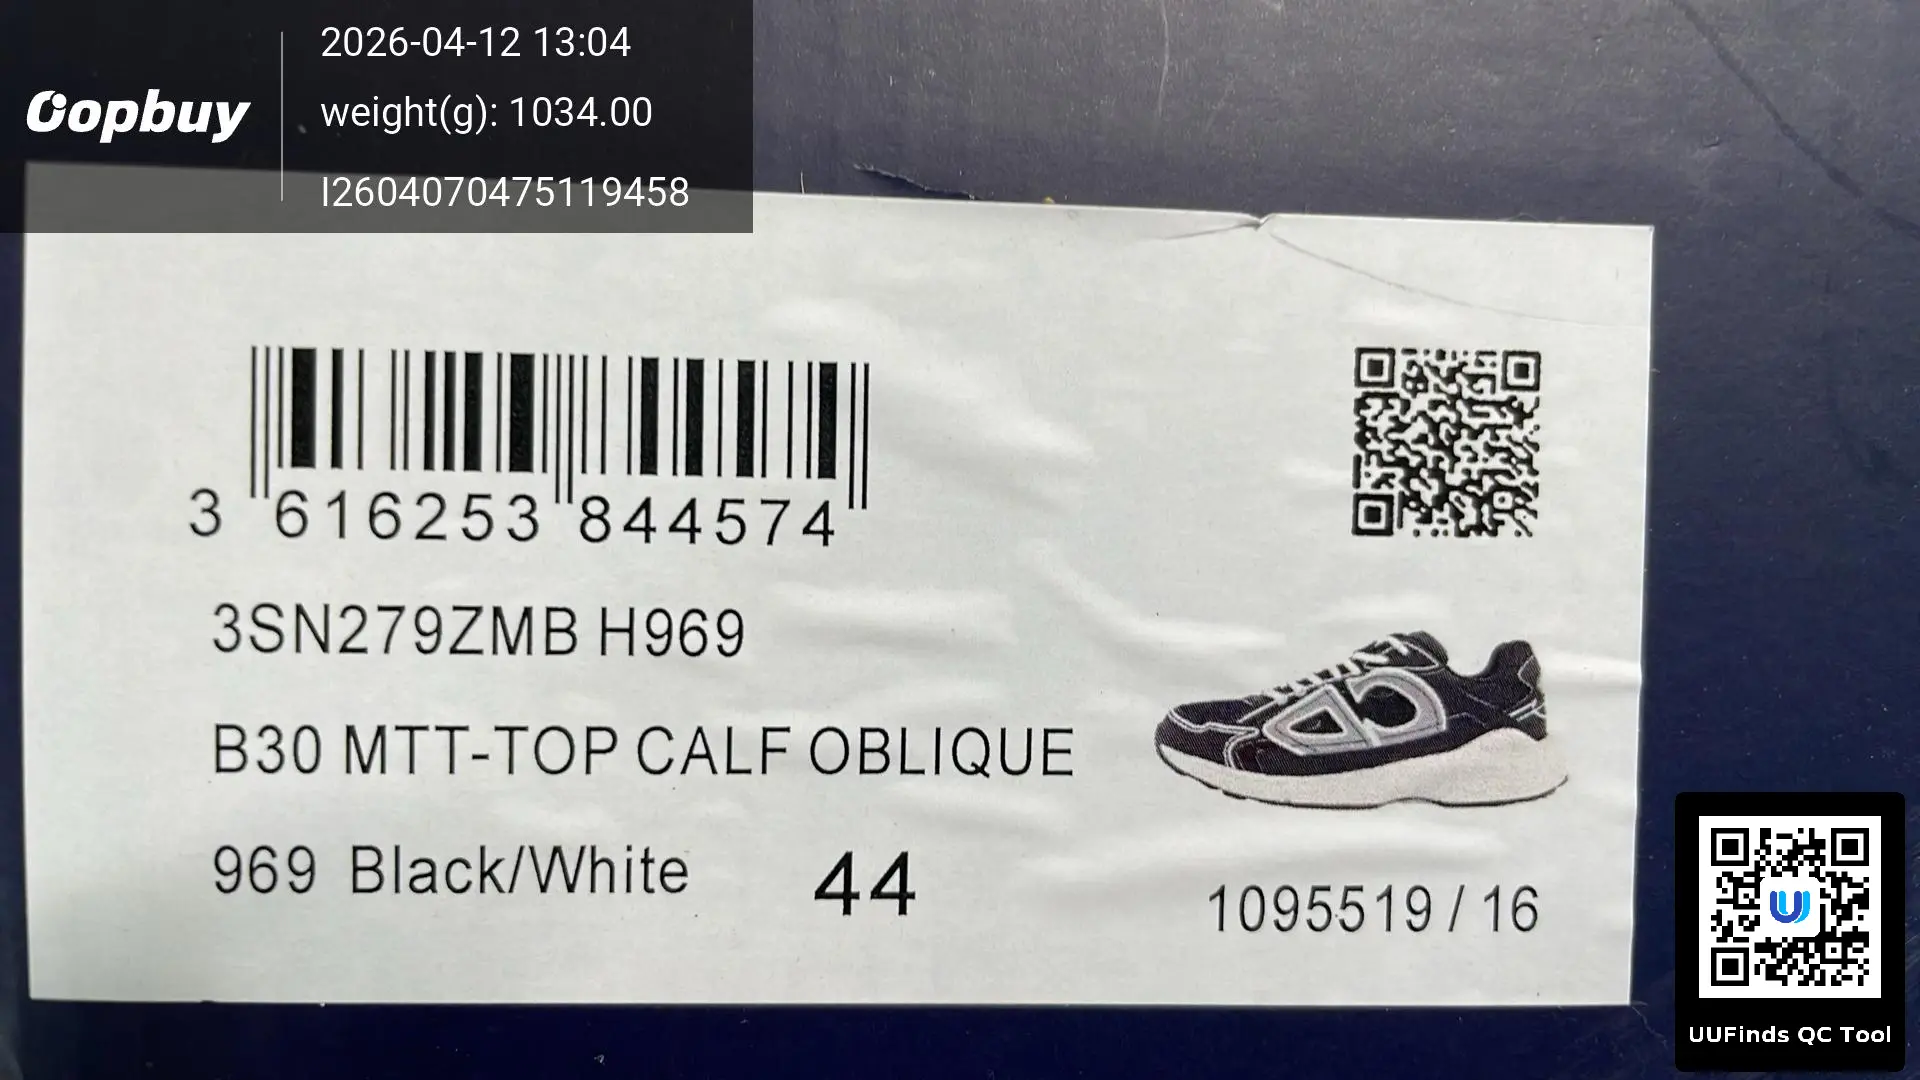 2026-04-12 13:04
Oopbuy
weight(g): 1034.00
I2604070475119458
3 616253 844574
3SN279ZMB H969
B30 MTT-TOP CALF OBLIQUE
969 Black/White 44
1095519 / 16
UUFinds QC Tool